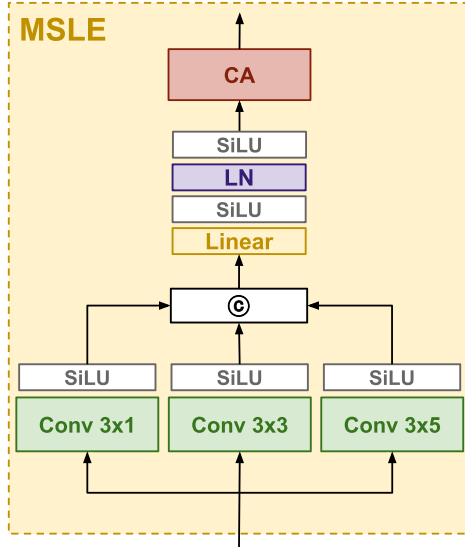 MSLE
CA
SiLU
LN
SiLU
Linear
©
SiLU SiLU SiLU
Conv 3x1 Conv 3x3 Conv 3x5